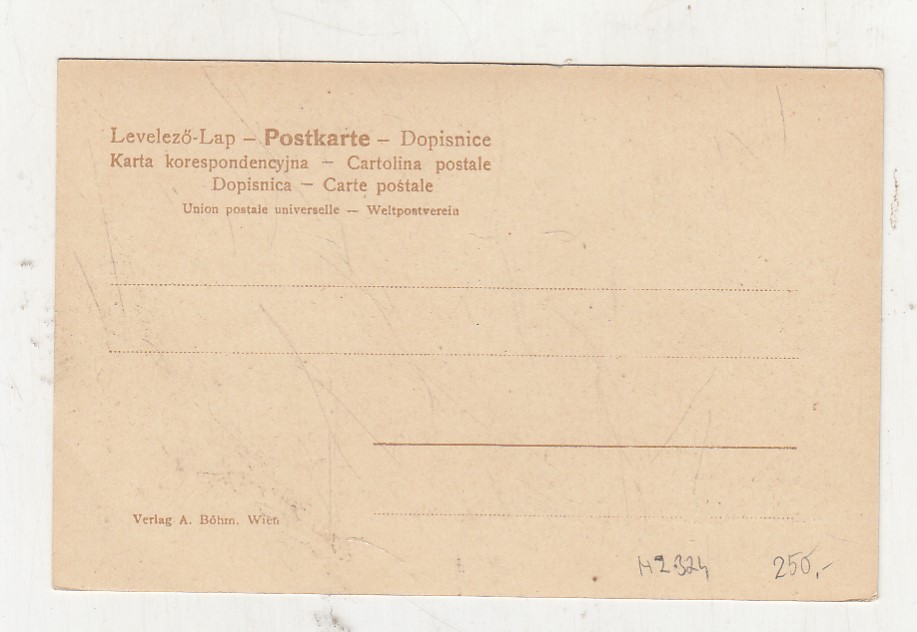 Levelező-Lap – Postkarte – Dopisnice
Karta korespondencyjna – Cartolina postale
Dopisnica – Carte postale
Union postale universelle — Weltpostverein
Verlag A. Böhm, Wien
M2324 250,-